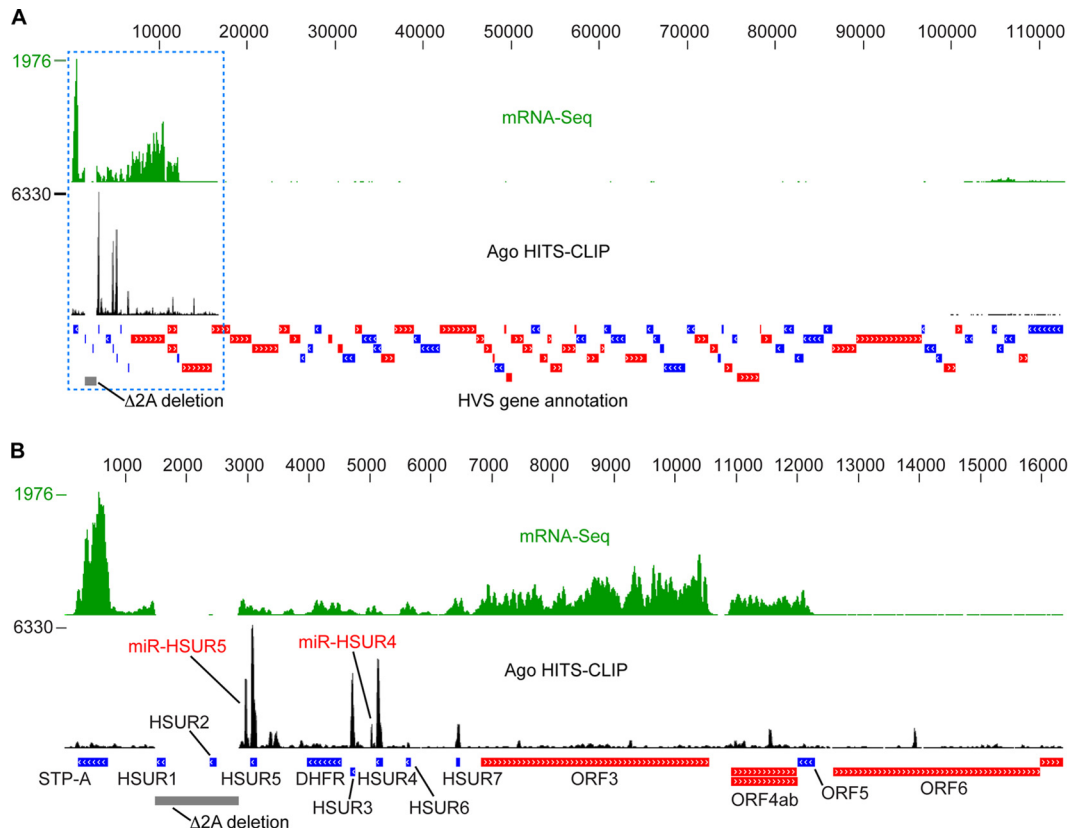 A
10000 20000 30000 40000 50000 60000 70000 80000 90000 100000 110000
1976
mRNA-Seq
6330
Ago HITS-CLIP
Δ2A deletion
HVS gene annotation
B
1000 2000 3000 4000 5000 6000 7000 8000 9000 10000 11000 12000 13000 14000 15000 16000
1976
mRNA-Seq
6330
miR-HSUR5
miR-HSUR4
Ago HITS-CLIP
HSUR2
STP-A HSUR1 HSUR5 DHFR HSUR4 HSUR7 ORF3 ORF4ab ORF5 ORF6
HSUR3 HSUR6
Δ2A deletion